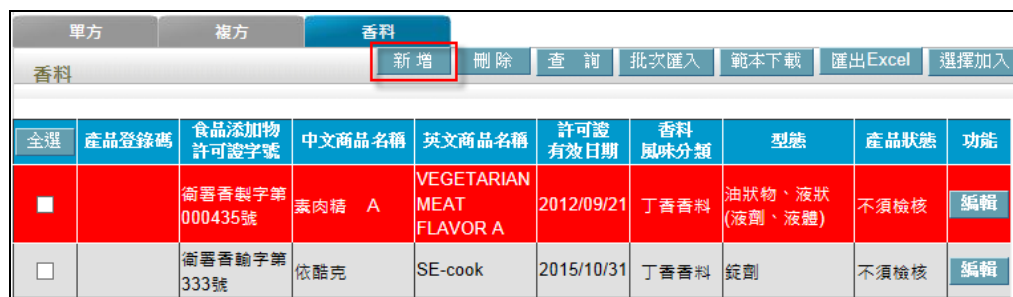 單方 複方 香料
香料 新增 刪除 查詢 批次匯入 範本下載 匯出Excel 選擇加入
全選 產品登錄碼 食品添加物 中文商品名稱 英文商品名稱 許可證 香料 型態 產品狀態 功能
許可證字號 有效日期 風味分類
VEGETARIAN
衛署香製字第 素肉精 A MEAT 2012/09/21 丁香香料 油狀物、液狀 不須檢核 編輯
000435號 FLAVOR A (液劑、液體)
衛署香輸字第 依酷克 SE-cook 2015/10/31 丁香香料 錠劑 不須檢核 編輯
333號